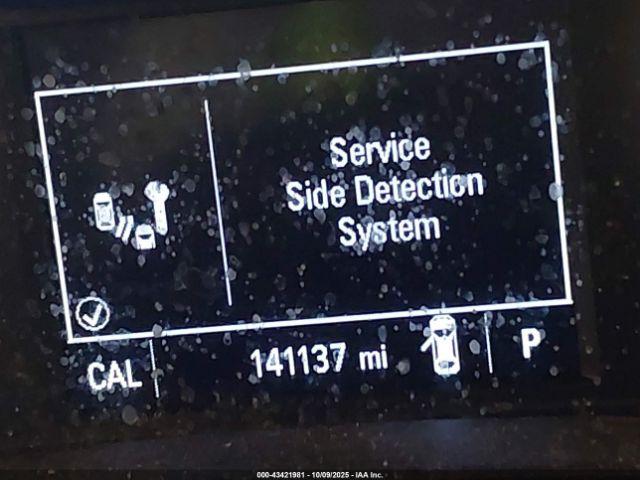 Service
Side Detection
System
CAL 141137 mi P
000-43421981 - 10/09/2025 - IAA Inc.